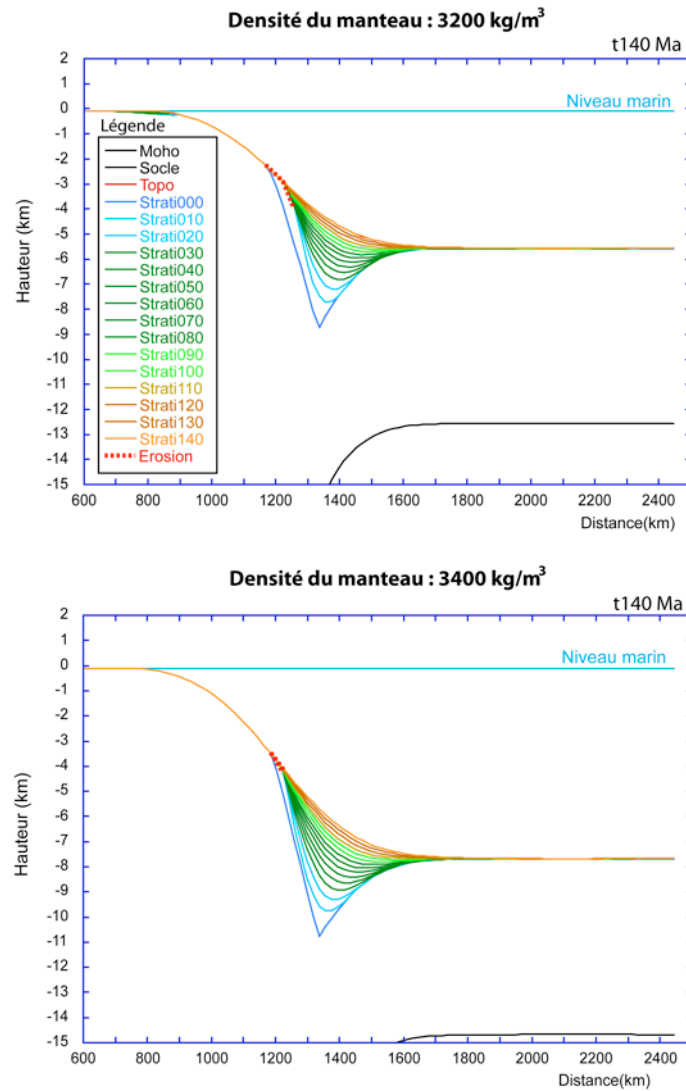 Densité du manteau : 3200 kg/m³
t140 Ma
2
1
0
-1
-2
-3
-4
-5
-6
-7
-8
-9
-10
-11
-12
-13
-14
-15
Hauteur (km)
Niveau marin
Légende
Moho
Socle
Topo
Strati000
Strati010
Strati020
Strati030
Strati040
Strati050
Strati060
Strati070
Strati080
Strati090
Strati100
Strati110
Strati120
Strati130
Strati140
Erosion
600 800 1000 1200 1400 1600 1800 2000 2200 2400
Distance(km)
Densité du manteau : 3400 kg/m³
t140 Ma
2
1
0
-1
-2
-3
-4
-5
-6
-7
-8
-9
-10
-11
-12
-13
-14
-15
Hauteur (km)
Niveau marin
600 800 1000 1200 1400 1600 1800 2000 2200 2400
Distance(km)